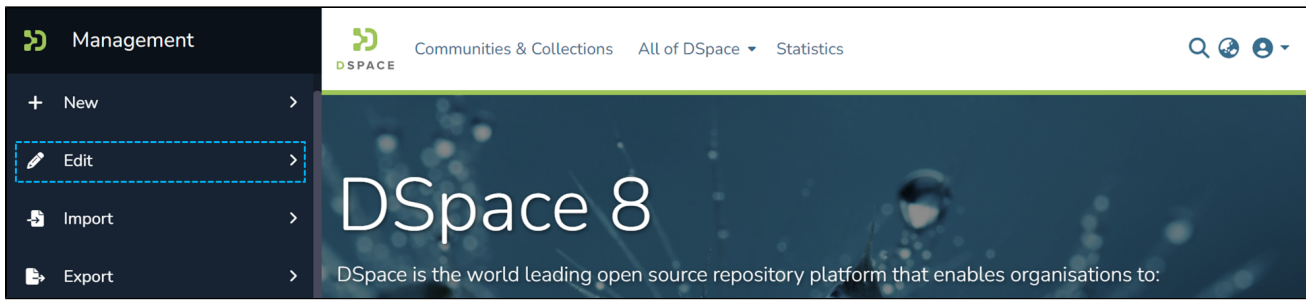 Management
New
Edit
Import
Export
DSPACE
Communities & Collections All of DSpace Statistics
DSpace 8
DSpace is the world leading open source repository platform that enables organisations to: